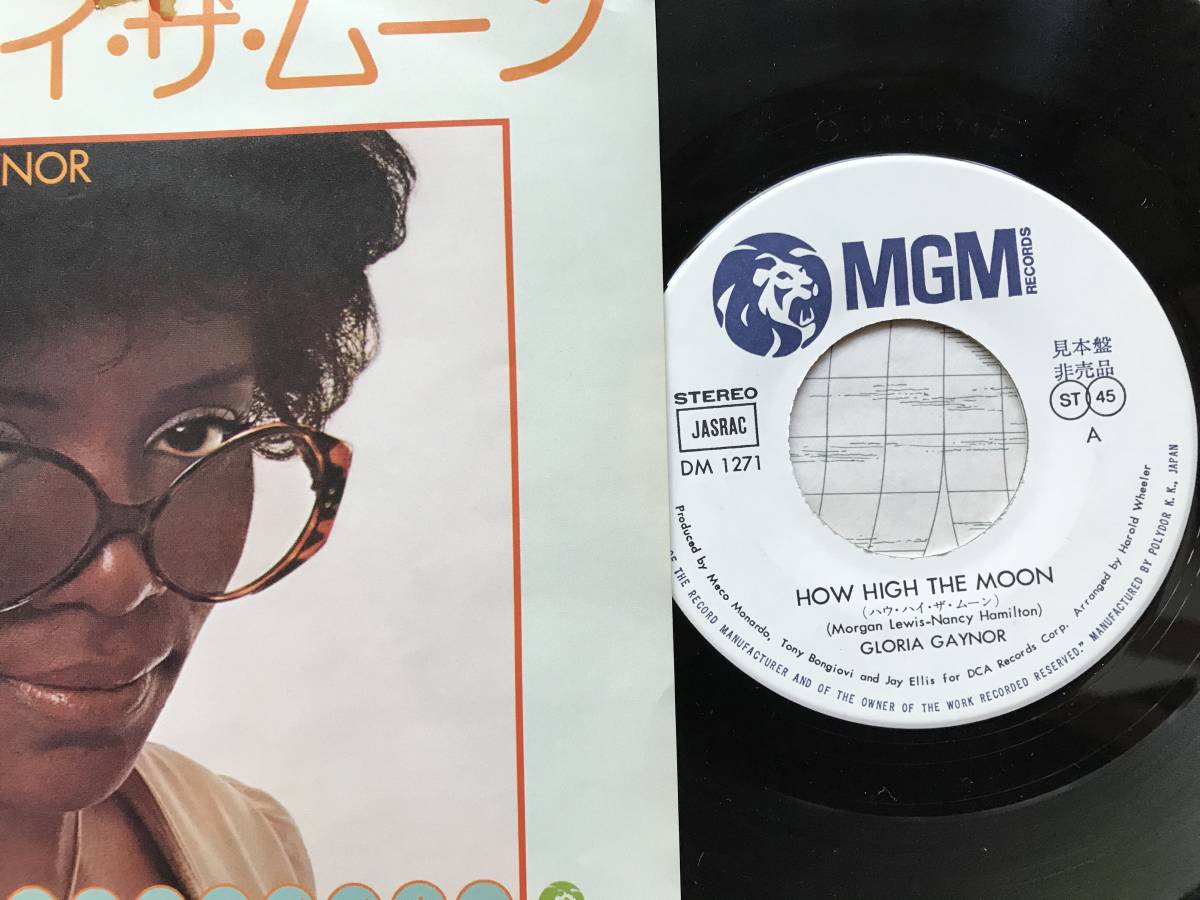 イ・ザ・ムーン
NOR
MGM
RECORDS
見本盤
非売品
STEREO
JASRAC
DM 1271
ST 45
A
HOW HIGH THE MOON
(ハウ・ハイ・ザ・ムーン)
(Morgan Lewis-Nancy Hamilton)
GLORIA GAYNOR
Produced by Meco Monardo, Tony Bongiovi and Jay Ellis for DCA Records Corp. Arranged by Harold Wheeler
OF THE RECORD MANUFACTURER AND OF THE OWNER OF THE WORK RECORDED RESERVED." MANUFACTURED BY POLYDOR K. K., JAPAN